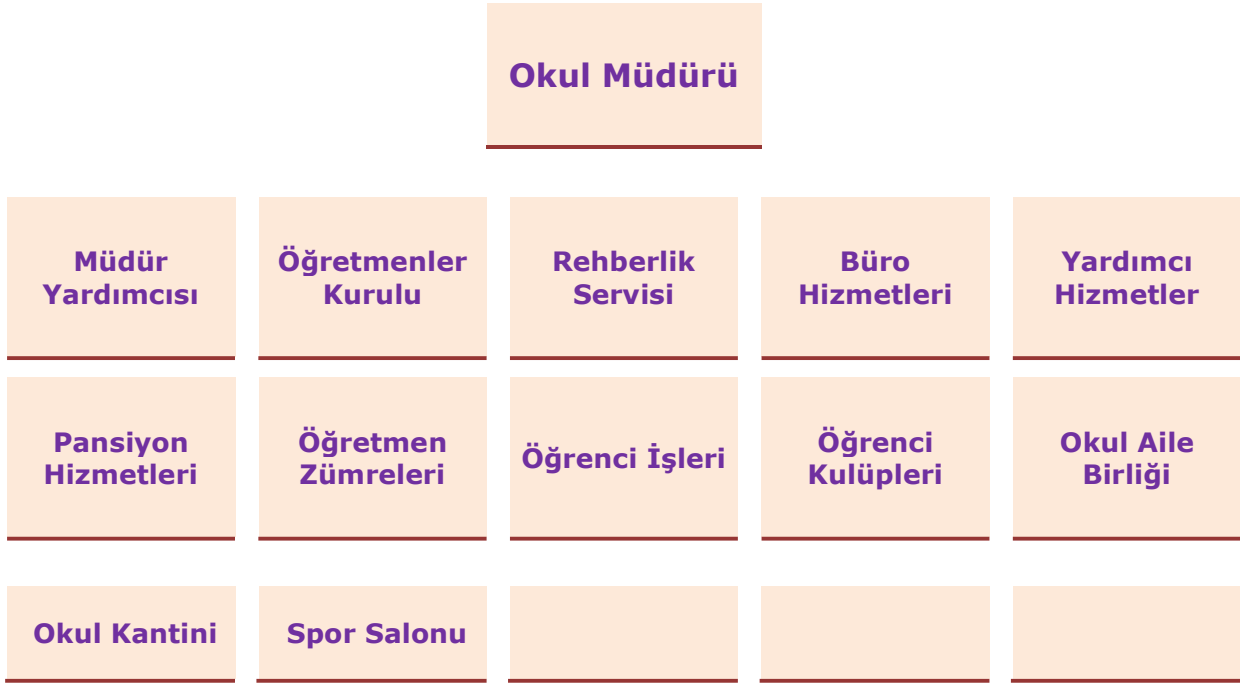 Okul Müdürü
Müdür
Yardımcısı
Öğretmenler
Kurulu
Rehberlik
Servisi
Büro
Hizmetleri
Yardımcı
Hizmetler
Pansiyon
Hizmetleri
Öğretmen
Zümreleri
Öğrenci İşleri
Öğrenci
Kulüpleri
Okul Aile
Birliği
Okul Kantini
Spor Salonu